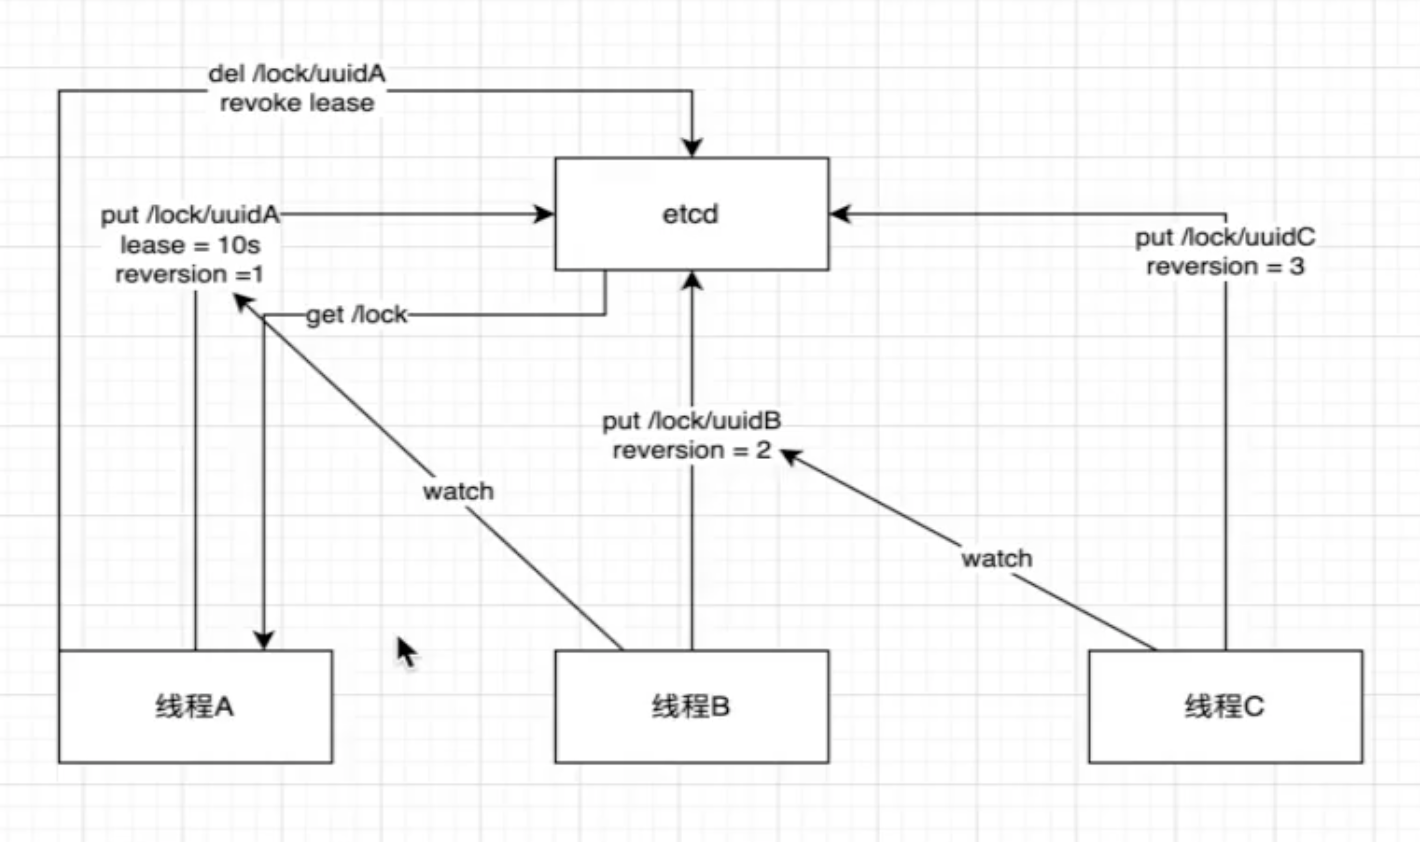 del /lock/uuidA
revoke lease
put /lock/uuidA
lease = 10s
reversion =1
etcd
put /lock/uuidC
reversion = 3
get /lock
put /lock/uuidB
reversion = 2
watch
watch
线程A
线程B
线程C